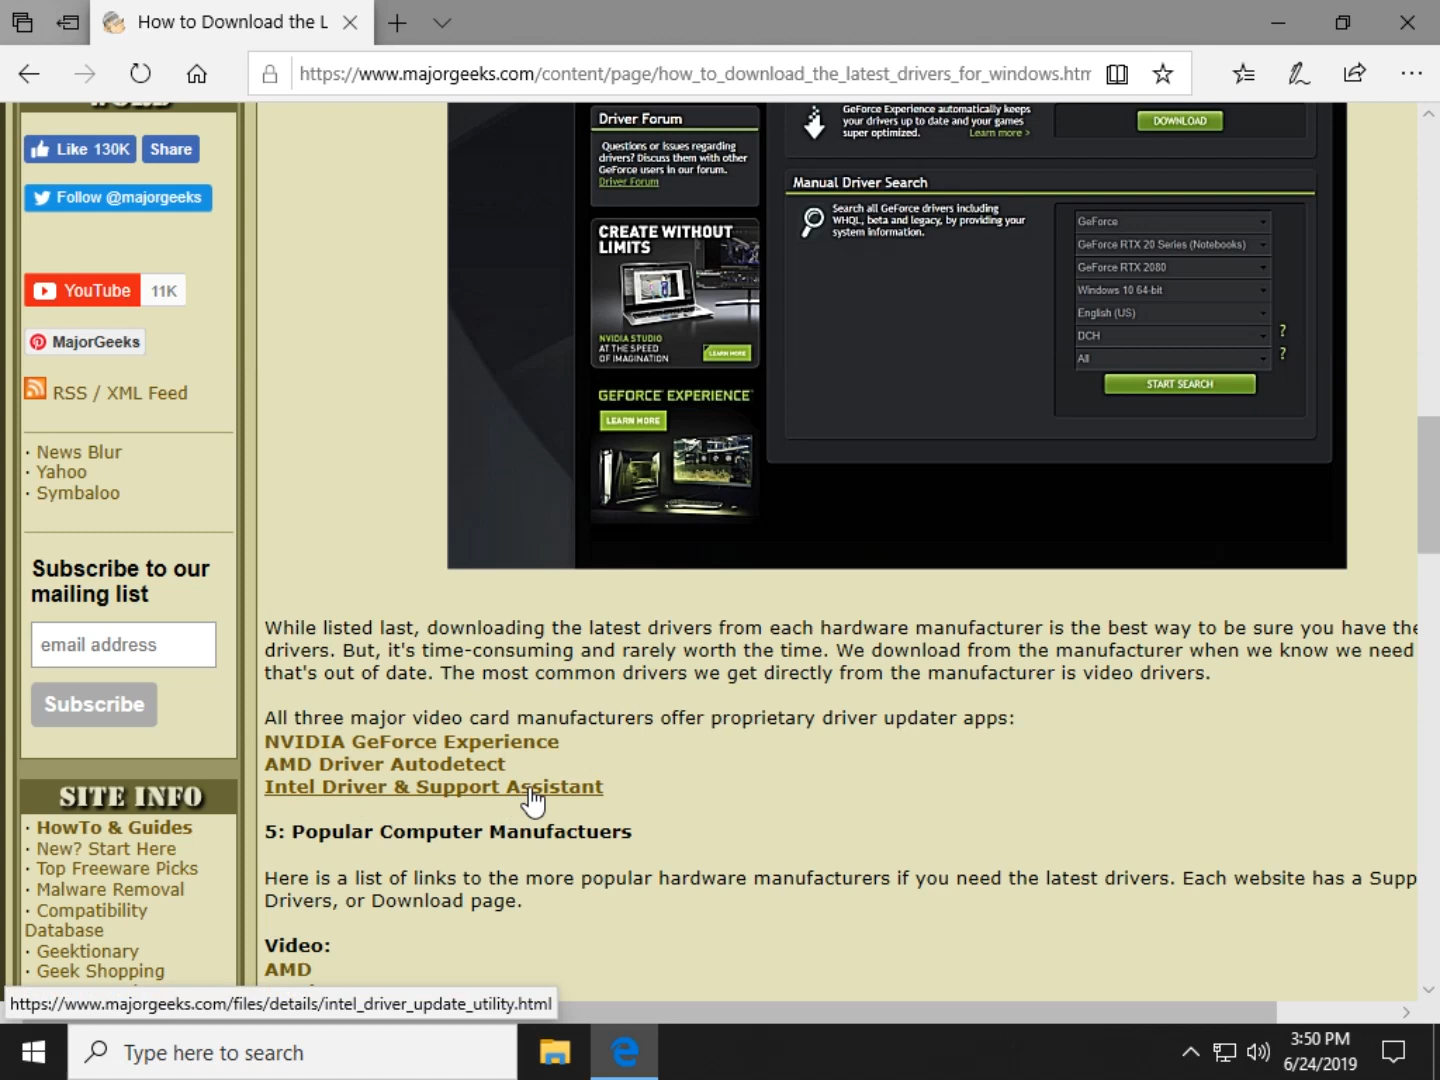 How to Download the L
https://www.majorgeeks.com/content/page/how_to_download_the_latest_drivers_for_windows.htm
Like 130K
Share
Follow @majorgeeks
YouTube 11K
MajorGeeks
RSS / XML Feed
· News Blur
· Yahoo
· Symbaloo
Subscribe to our
mailing list
email address
Subscribe
SITE INFO
· HowTo & Guides
· New? Start Here
· Top Freeware Picks
· Malware Removal
· Compatibility
Database
· Geektionary
· Geek Shopping
Driver Forum
Questions or issues regarding
drivers? Discuss them with other
GeForce users in our forum.
Driver Forum
CREATE WITHOUT
LIMITS
NVIDIA STUDIO
AT THE SPEED
OF IMAGINATION
LEARN MORE
GEFORCE EXPERIENCE
LEARN MORE
GeForce Experience automatically keeps
your drivers up to date and your games
super optimized. Learn more >
DOWNLOAD
Manual Driver Search
Search all GeForce drivers including
WHQL, beta and legacy, by providing your
system information.
GeForce
GeForce RTX 20 Series (Notebooks)
GeForce RTX 2080
Windows 10 64-bit
English (US)
DCH ?
All ?
START SEARCH
While listed last, downloading the latest drivers from each hardware manufacturer is the best way to be sure you have the
drivers. But, it's time-consuming and rarely worth the time. We download from the manufacturer when we know we need
that's out of date. The most common drivers we get directly from the manufacturer is video drivers.
All three major video card manufacturers offer proprietary driver updater apps:
NVIDIA GeForce Experience
AMD Driver Autodetect
Intel Driver & Support Assistant
5: Popular Computer Manufactuers
Here is a list of links to the more popular hardware manufacturers if you need the latest drivers. Each website has a Supp
Drivers, or Download page.
Video:
AMD
https://www.majorgeeks.com/files/details/intel_driver_update_utility.html
Type here to search
3:50 PM
6/24/2019